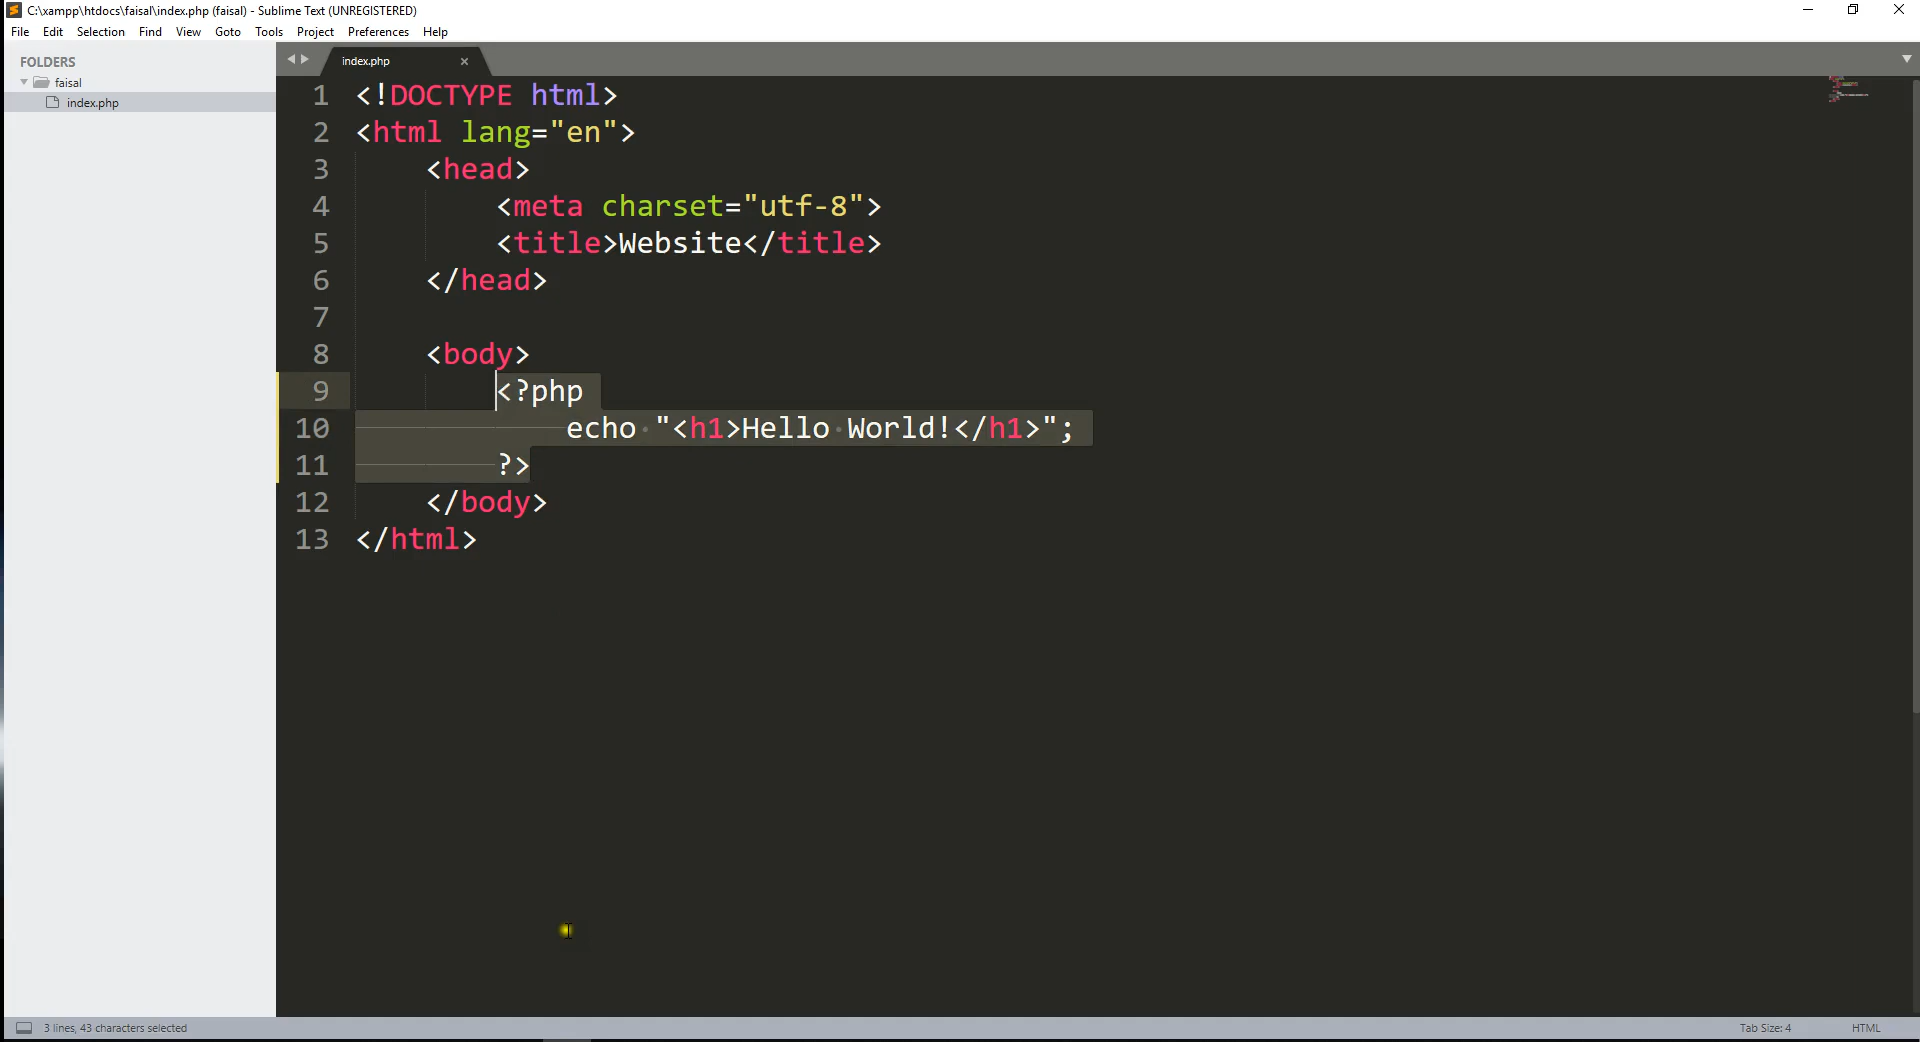 C:\xampp\htdocs\faisal\index.php (faisal) - Sublime Text (UNREGISTERED)
File Edit Selection Find View Goto Tools Project Preferences Help
FOLDERS
faisal
index.php
index.php
1 <!DOCTYPE html>
2 <html lang="en">
3 <head>
4 <meta charset="utf-8">
5 <title>Website</title>
6 </head>
7
8 <body>
9 <?php
10 echo "<h1>Hello World!</h1>";
11 ?>
12 </body>
13 </html>
3 lines, 43 characters selected
Tab Size: 4
HTML